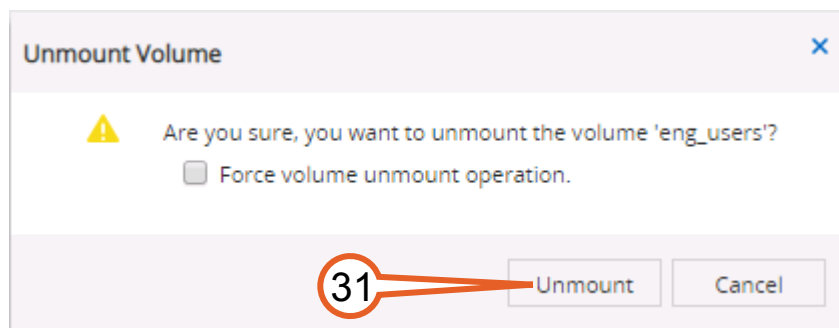 Unmount Volume
Are you sure, you want to unmount the volume 'eng_users'?
Force volume unmount operation.
31
Unmount
Cancel